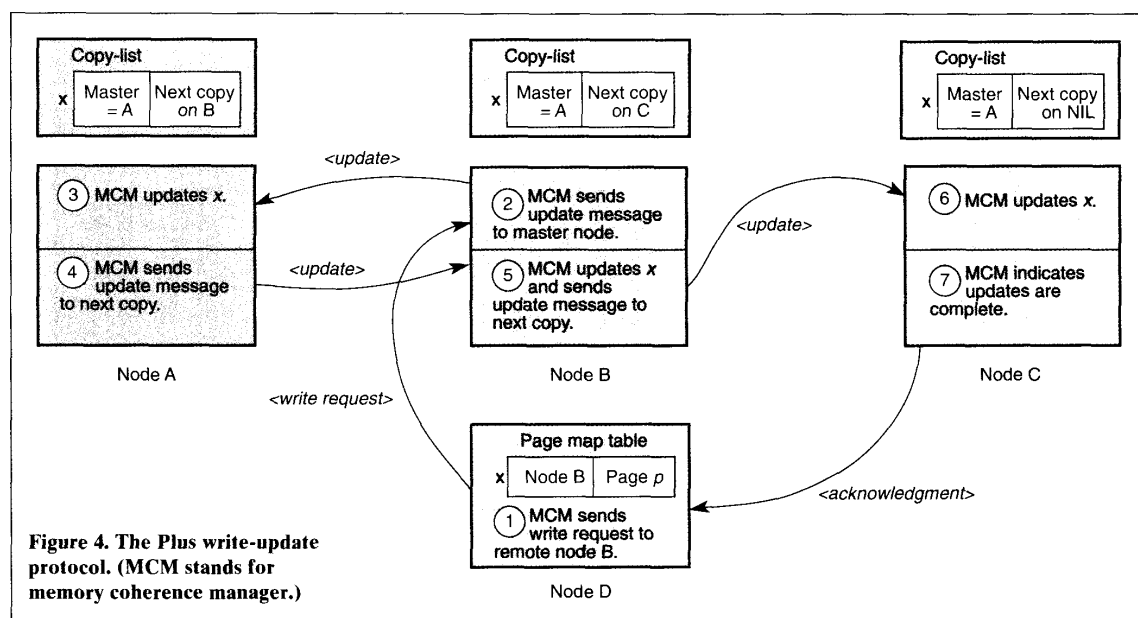 Copy-list
x
Master
= A
Next copy
on B
Copy-list
x
Master
= A
Next copy
on C
Copy-list
x
Master
= A
Next copy
on NIL
<update>
3 MCM updates x.
4 MCM sends
update message
to next copy.
<update>
2 MCM sends
update message
to master node.
5 MCM updates x
and sends
update message to
next copy.
<update>
6 MCM updates x.
7 MCM indicates
updates are
complete.
Node A
Node B
Node C
<write request>
Page map table
x
Node B
Page p
1 MCM sends
write request to
remote node B.
<acknowledgment>
Node D
Figure 4. The Plus write-update
protocol. (MCM stands for
memory coherence manager.)